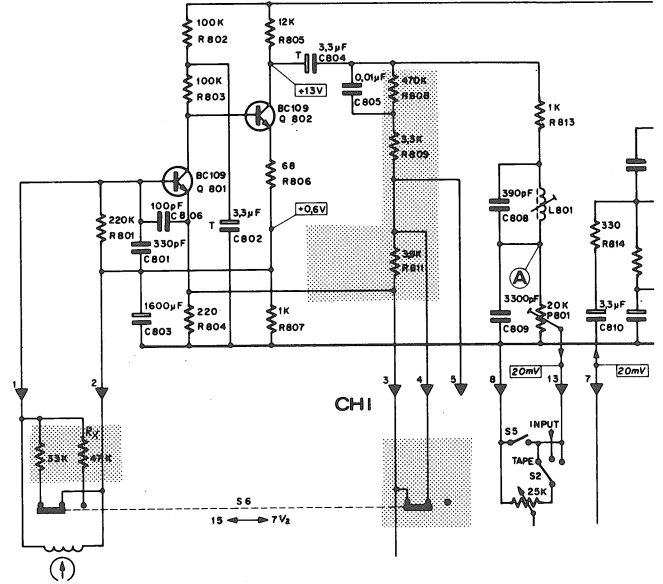 100K
R802
12K
R805
T
3,3µF
C804
0,01µF
C805
470K
R808
100K
R803
+13V
BC109
Q 802
1K
R813
3,3K
R809
BC109
Q 801
68
R806
390pF
C808
L801
100pF
C806
220K
R801
330pF
C801
T
3,3µF
C802
+0,6V
330
R814
3,9K
R811
A
1600µF
C803
220
R804
1K
R807
3300pF
C809
20K
P801
3,3µF
C810
20mV
20mV
1
2
3
4
5
8
13
7
CH1
RX
33K
47K
S5
INPUT
TAPE
S2
25K
S6
15
7½